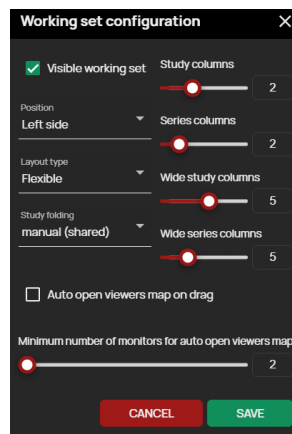 Working set configuration
Visible working set
Study columns
2
Position
Left side
Series columns
2
Layout type
Flexible
Wide study columns
5
Study folding
manual (shared)
Wide series columns
5
Auto open viewers map on drag
Minimum number of monitors for auto open viewers map
2
CANCEL
SAVE